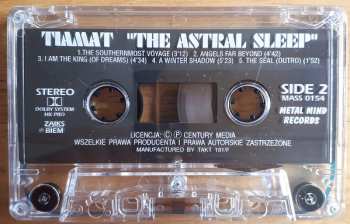 TIAMAT "THE ASTRAL SLEEP"
1.THE SOUTHERNMOST VOYAGE (3'12) 2. ANGELS FAR BEYOND (4'42)
3. I AM THE KING (OF DREAMS) (4'34) 4. A WINTER SHADOW (5'23) 5. THE SEAL (OUTRO) (1'52)
STEREO
DOLBY SYSTEM
HX PRO
ZAIKS
BIEM
SIDE 2
MASS 0154
METAL MIND
RECORDS
LICENCJA: © ℗ CENTURY MEDIA
WSZELKIE PRAWA PRODUCENTA I PRAWA AUTORSKIE ZASTRZEŻONE
MANUFACTURED BY TAKT